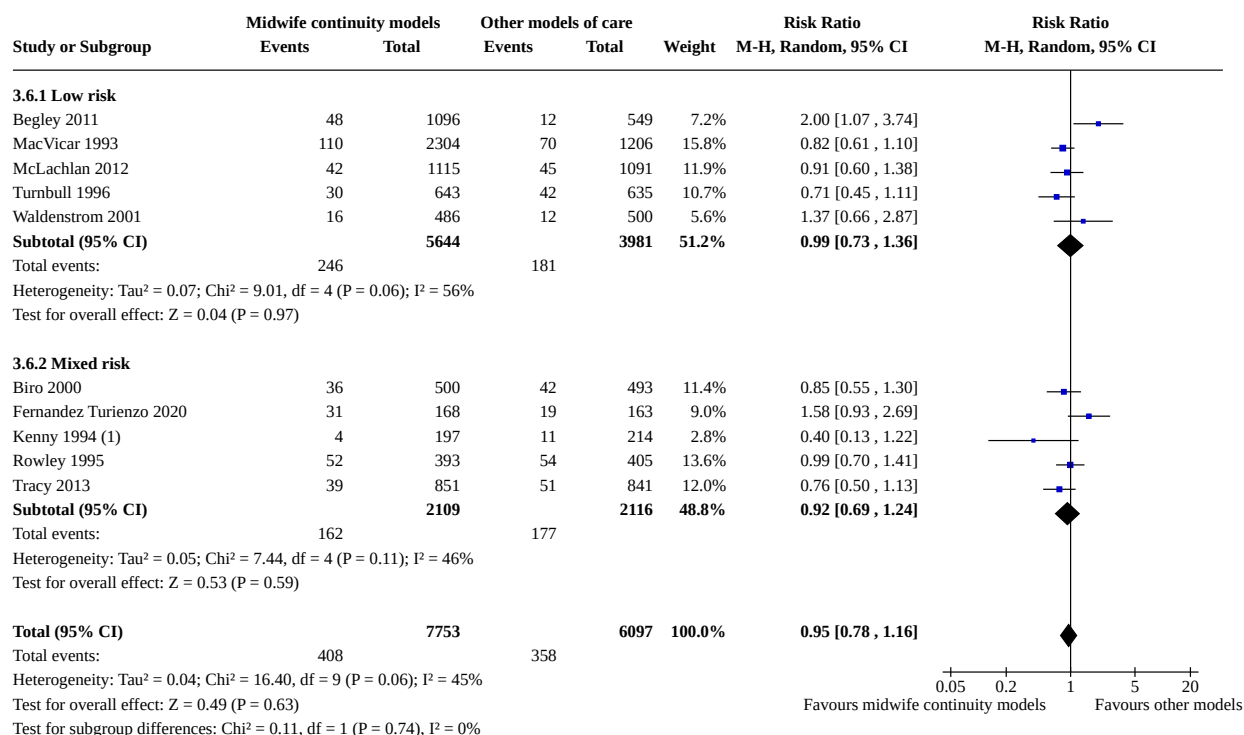 Midwife continuity models Other models of care Risk Ratio Risk Ratio
Study or Subgroup Events Total Events Total Weight M-H, Random, 95% CI M-H, Random, 95% CI
3.6.1 Low risk
Begley 2011 48 1096 12 549 7.2% 2.00 [1.07 , 3.74]
MacVicar 1993 110 2304 70 1206 15.8% 0.82 [0.61 , 1.10]
McLachlan 2012 42 1115 45 1091 11.9% 0.91 [0.60 , 1.38]
Turnbull 1996 30 643 42 635 10.7% 0.71 [0.45 , 1.11]
Waldenstrom 2001 16 486 12 500 5.6% 1.37 [0.66 , 2.87]
Subtotal (95% CI) 5644 3981 51.2% 0.99 [0.73 , 1.36]
Total events: 246 181
Heterogeneity: Tau² = 0.07; Chi² = 9.01, df = 4 (P = 0.06); I² = 56%
Test for overall effect: Z = 0.04 (P = 0.97)
3.6.2 Mixed risk
Biro 2000 36 500 42 493 11.4% 0.85 [0.55 , 1.30]
Fernandez Turienzo 2020 31 168 19 163 9.0% 1.58 [0.93 , 2.69]
Kenny 1994 (1) 4 197 11 214 2.8% 0.40 [0.13 , 1.22]
Rowley 1995 52 393 54 405 13.6% 0.99 [0.70 , 1.41]
Tracy 2013 39 851 51 841 12.0% 0.76 [0.50 , 1.13]
Subtotal (95% CI) 2109 2116 48.8% 0.92 [0.69 , 1.24]
Total events: 162 177
Heterogeneity: Tau² = 0.05; Chi² = 7.44, df = 4 (P = 0.11); I² = 46%
Test for overall effect: Z = 0.53 (P = 0.59)
Total (95% CI) 7753 6097 100.0% 0.95 [0.78 , 1.16]
Total events: 408 358
Heterogeneity: Tau² = 0.04; Chi² = 16.40, df = 9 (P = 0.06); I² = 45%
0.05 0.2 1 5 20
Test for overall effect: Z = 0.49 (P = 0.63) Favours midwife continuity models Favours other models
Test for subgroup differences: Chi² = 0.11, df = 1 (P = 0.74), I² = 0%